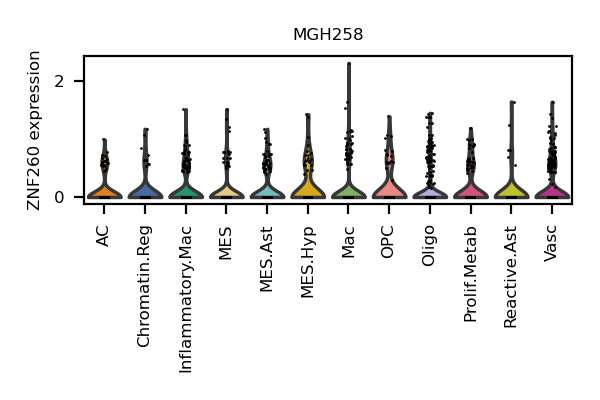 MGH258
ZNF260 expression
2
0
AC
Chromatin.Reg
Inflammatory.Mac
MES
MES.Ast
MES.Hyp
Mac
OPC
Oligo
Prolif.Metab
Reactive.Ast
Vasc